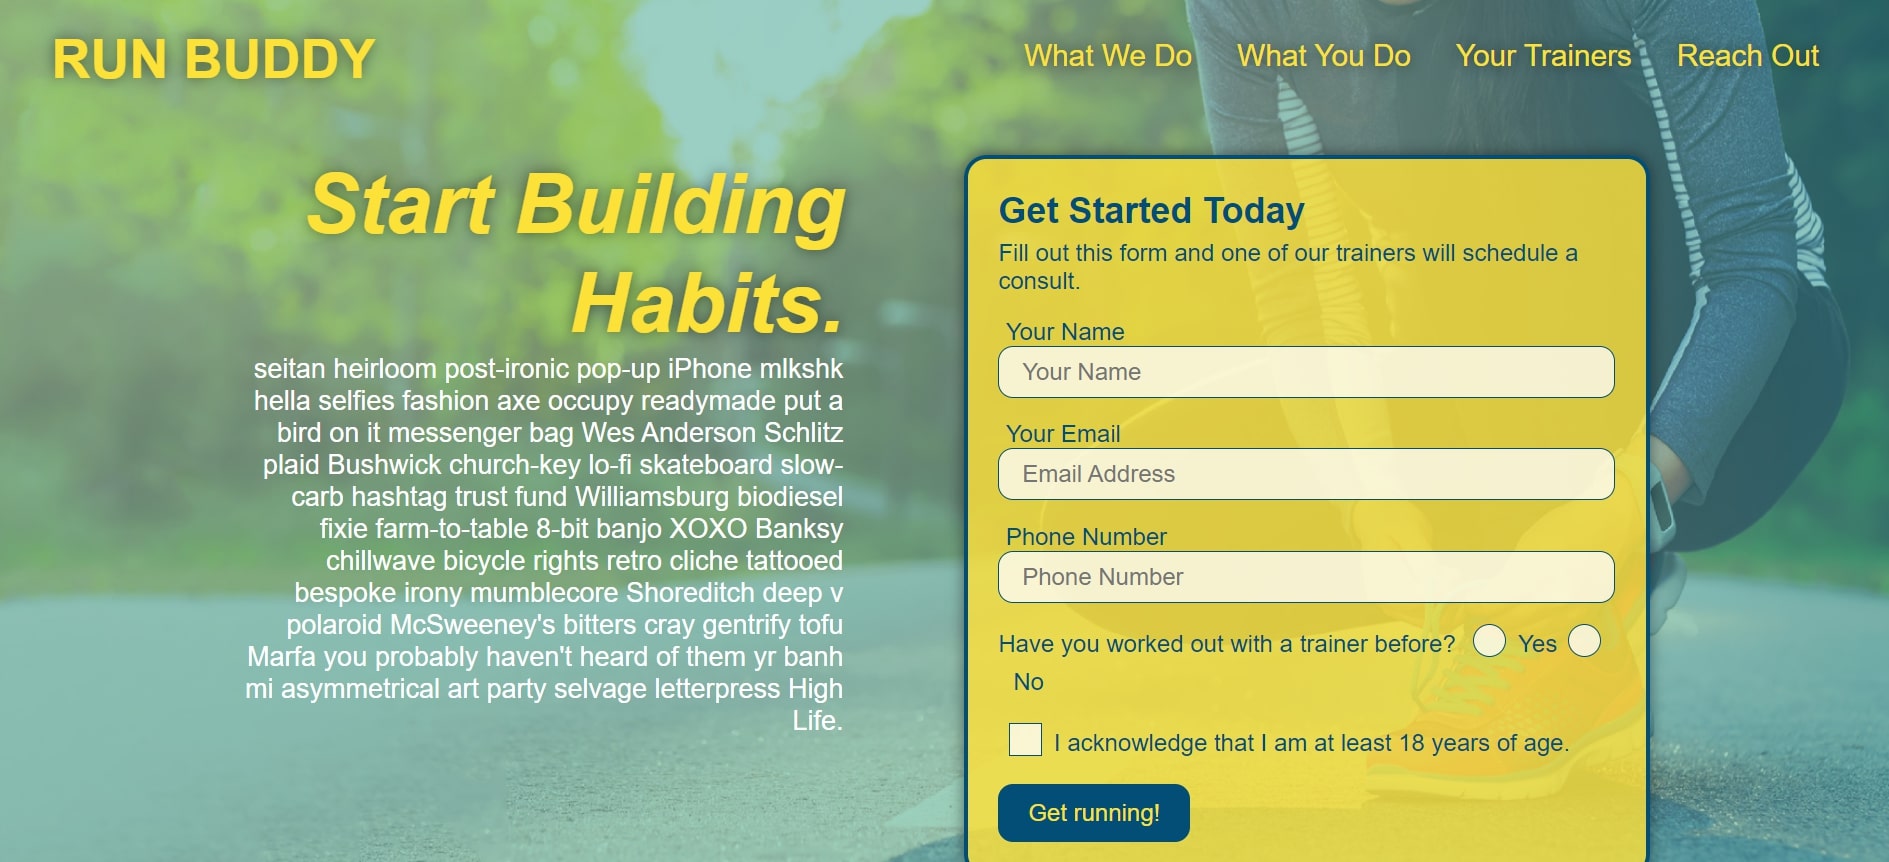 RUN BUDDY
What We Do What You Do Your Trainers Reach Out
Start Building
Habits.
seitan heirloom post-ironic pop-up iPhone mlkshk
hella selfies fashion axe occupy readymade put a
bird on it messenger bag Wes Anderson Schlitz
plaid Bushwick church-key lo-fi skateboard slow-
carb hashtag trust fund Williamsburg biodiesel
fixie farm-to-table 8-bit banjo XOXO Banksy
chillwave bicycle rights retro cliche tattooed
bespoke irony mumblecore Shoreditch deep v
polaroid McSweeney's bitters cray gentrify tofu
Marfa you probably haven't heard of them yr banh
mi asymmetrical art party selvage letterpress High
Life.
Get Started Today
Fill out this form and one of our trainers will schedule a
consult.
Your Name
Your Name
Your Email
Email Address
Phone Number
Phone Number
Have you worked out with a trainer before? Yes
No
I acknowledge that I am at least 18 years of age.
Get running!